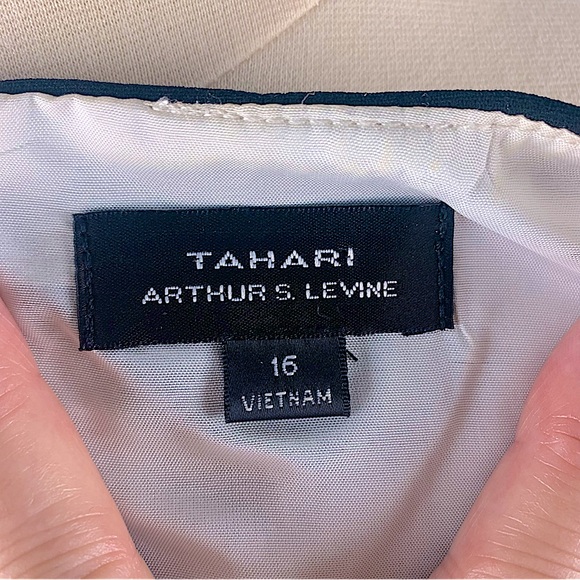 TAHARI
ARTHUR S. LEVINE
16
VIETNAM